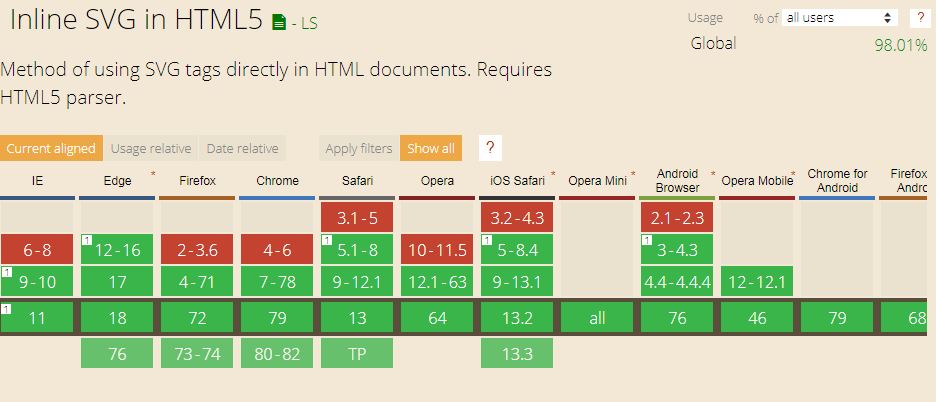 Inline SVG in HTML5 - LS
Usage % of all users ?
Global 98.01%
Method of using SVG tags directly in HTML documents. Requires
HTML5 parser.
Current aligned Usage relative Date relative Apply filters Show all ?
IE Edge * Firefox Chrome Safari Opera iOS Safari * Opera Mini * Android Browser * Opera Mobile * Chrome for Android Firefox
3.1-5 3.2-4.3 2.1-2.3
6-8 1 12-16 2-3.6 4-6 1 5.1-8 10-11.5 1 5-8.4 1 3-4.3
1 9-10 17 4-71 7-78 9-12.1 12.1-63 9-13.1 4.4-4.4.4 12-12.1
1 11 18 72 79 13 64 13.2 all 76 46 79 68
76 73-74 80-82 TP 13.3